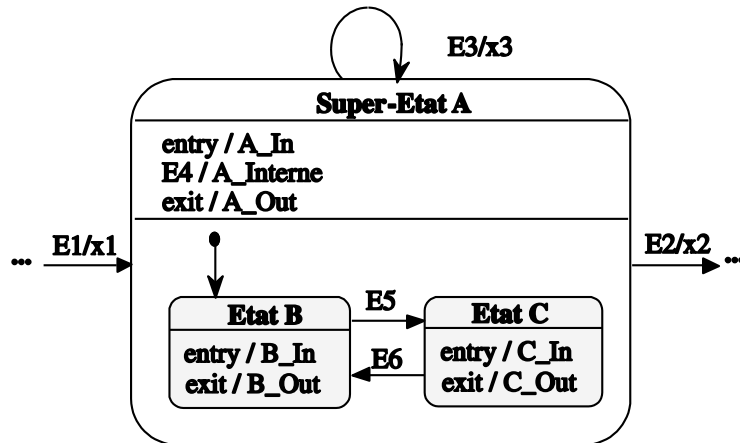 E3/x3
Super-Etat A
entry / A_In
E4 / A_Interne
exit / A_Out
... E1/x1
E2/x2 ...
Etat B
entry / B_In
exit / B_Out
E5
E6
Etat C
entry / C_In
exit / C_Out